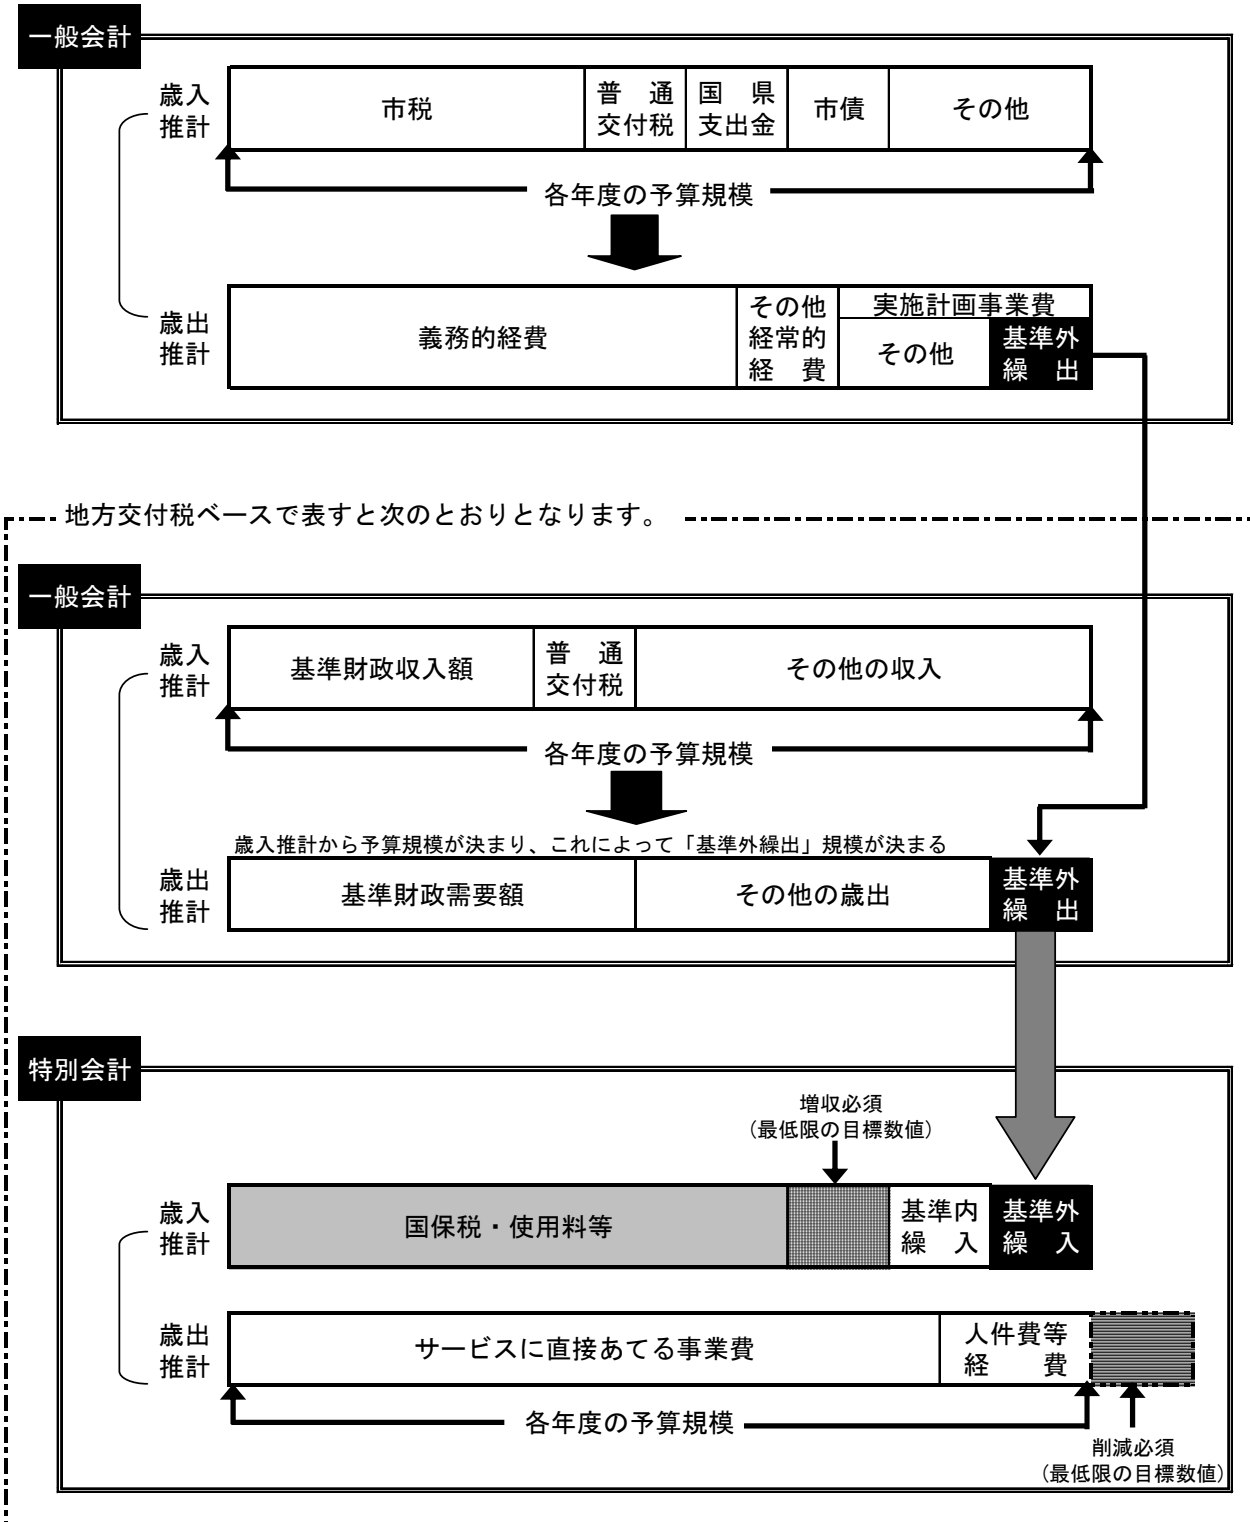 一般会計
歳入
推計
市税
普　通
交付税
国　県
支出金
市債
その他
各年度の予算規模
歳出
推計
義務的経費
その他
経常的
経　費
実施計画事業費
その他
基準外
繰　出
地方交付税ベースで表すと次のとおりとなります。
一般会計
歳入
推計
基準財政収入額
普　通
交付税
その他の収入
各年度の予算規模
歳入推計から予算規模が決まり、これによって「基準外繰出」規模が決まる
歳出
推計
基準財政需要額
その他の歳出
基準外
繰　出
特別会計
増収必須
（最低限の目標数値）
歳入
推計
国保税・使用料等
基準内
繰　入
基準外
繰　入
歳出
推計
サービスに直接あてる事業費
人件費等
経　　費
各年度の予算規模
削減必須
（最低限の目標数値）